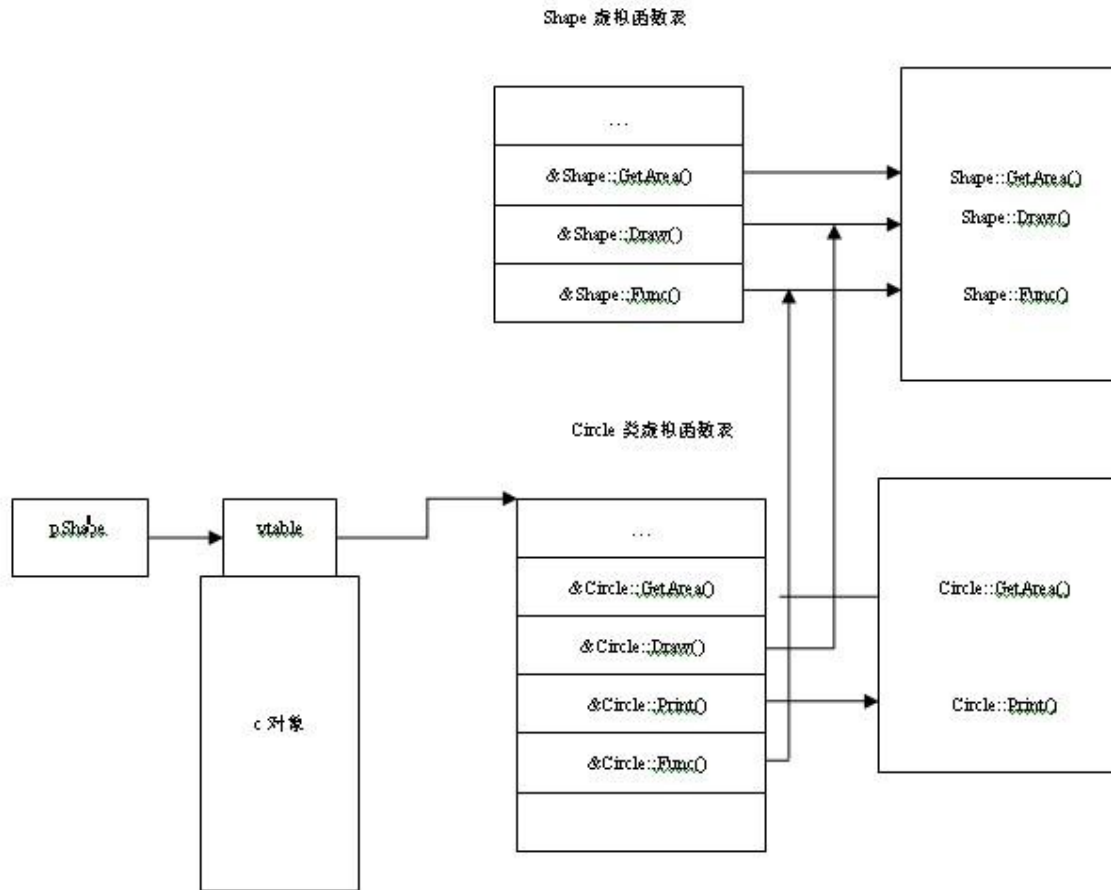 Shape 虚拟函数表
...
&Shape::GetArea()
&Shape::Draw()
&Shape::Func()
Shape::GetArea()
Shape::Draw()
Shape::Func()
Circle 类虚拟函数表
pShape
vtable
c 对象
...
&Circle::GetArea()
&Circle::Draw()
&Circle::Print()
&Circle::Func()
Circle::GetArea()
Circle::Print()